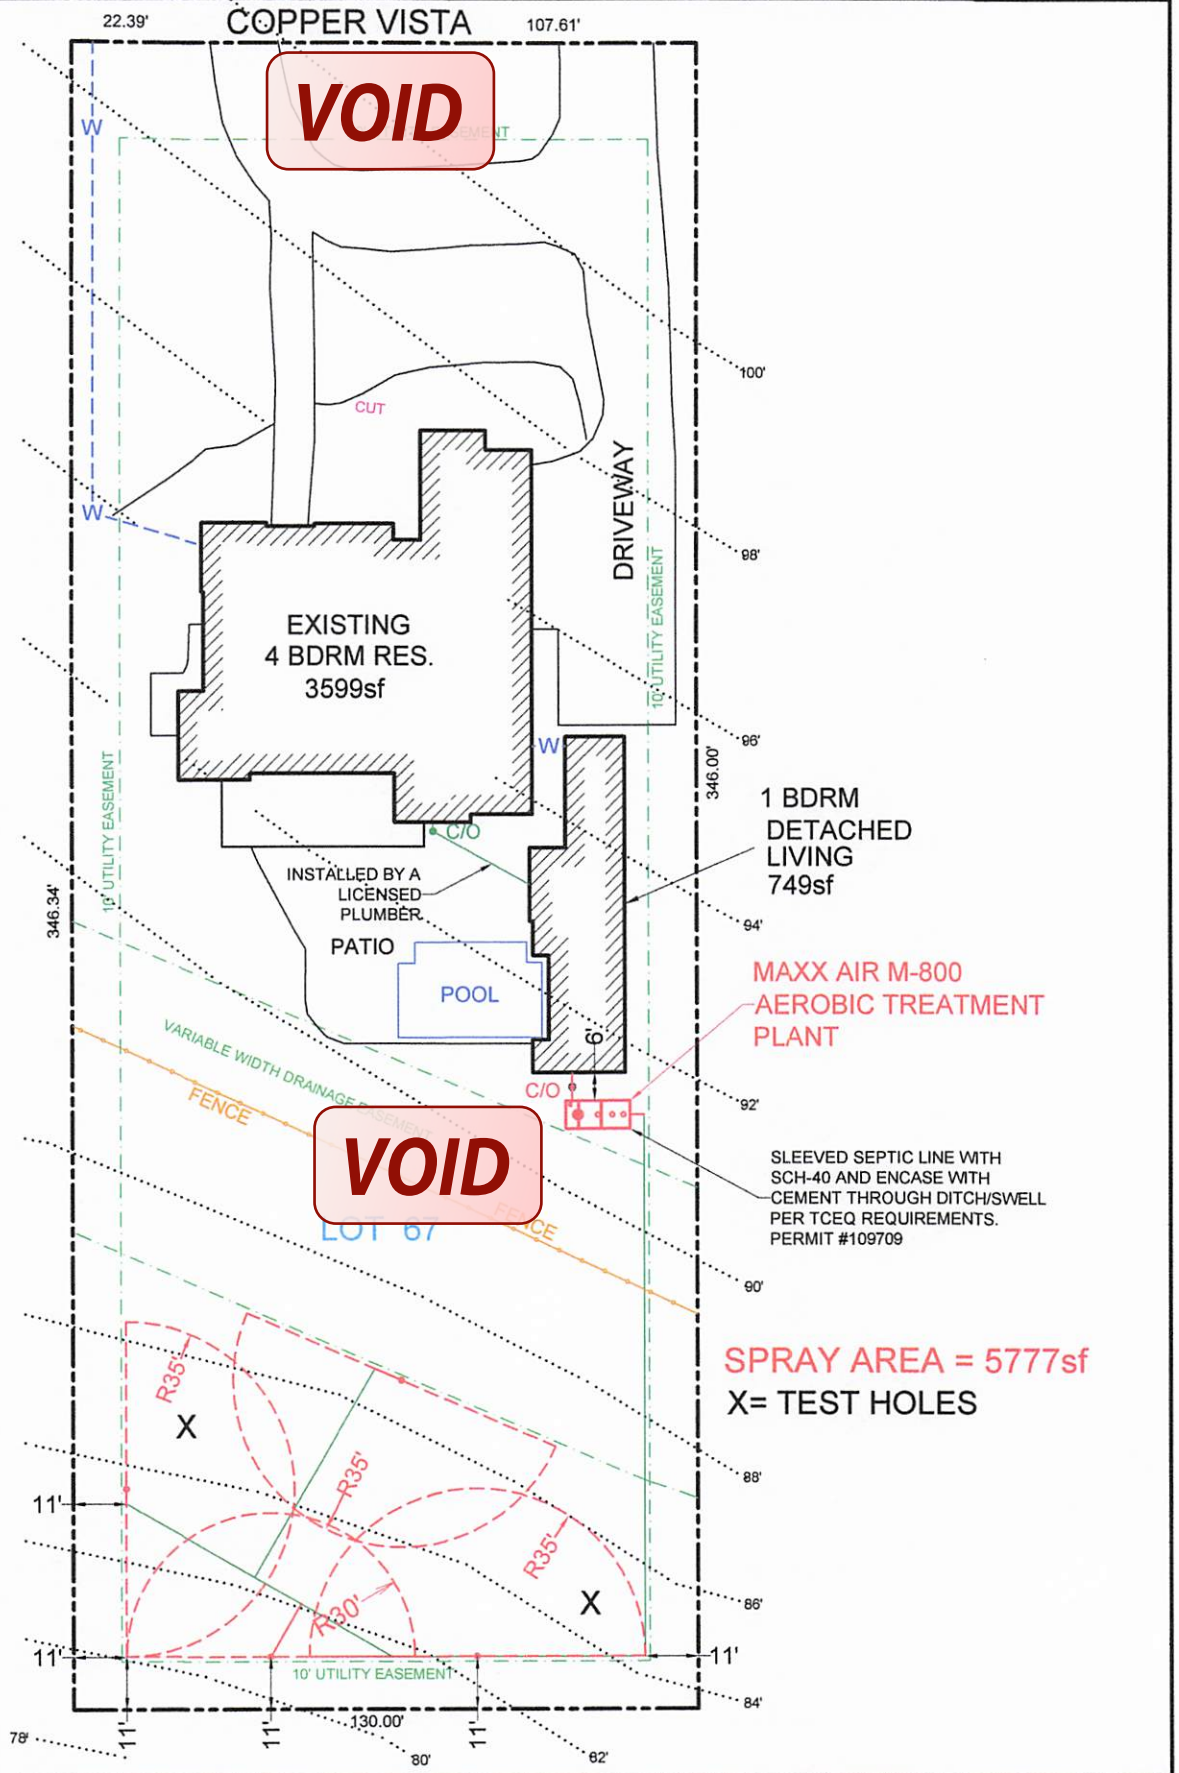 22.39'
COPPER VISTA
107.61'
VOID
EMENT
W
100'
CUT
DRIVEWAY
W
98'
10' UTILITY EASEMENT
EXISTING
4 BDRM RES.
3599sf
W
96'
346.00'
10' UTILITY EASEMENT
1 BDRM
DETACHED
LIVING
749sf
C/O
INSTALLED BY A
LICENSED
PLUMBER
346.34'
94'
PATIO
POOL
MAXX AIR M-800
AEROBIC TREATMENT
PLANT
6'
VARIABLE WIDTH DRAINAGE EASEMENT
C/O
92'
FENCE
VOID
SLEEVED SEPTIC LINE WITH
SCH-40 AND ENCASE WITH
CEMENT THROUGH DITCH/SWELL
PER TCEQ REQUIREMENTS.
PERMIT #109709
FENCE
LOT 67
90'
SPRAY AREA = 5777sf
X= TEST HOLES
R35'
X
88'
R35'
11'
R35'
X
86'
R30'
11'
11'
10' UTILITY EASEMENT
84'
130.00'
11'
11'
11'
78'
80'
82'